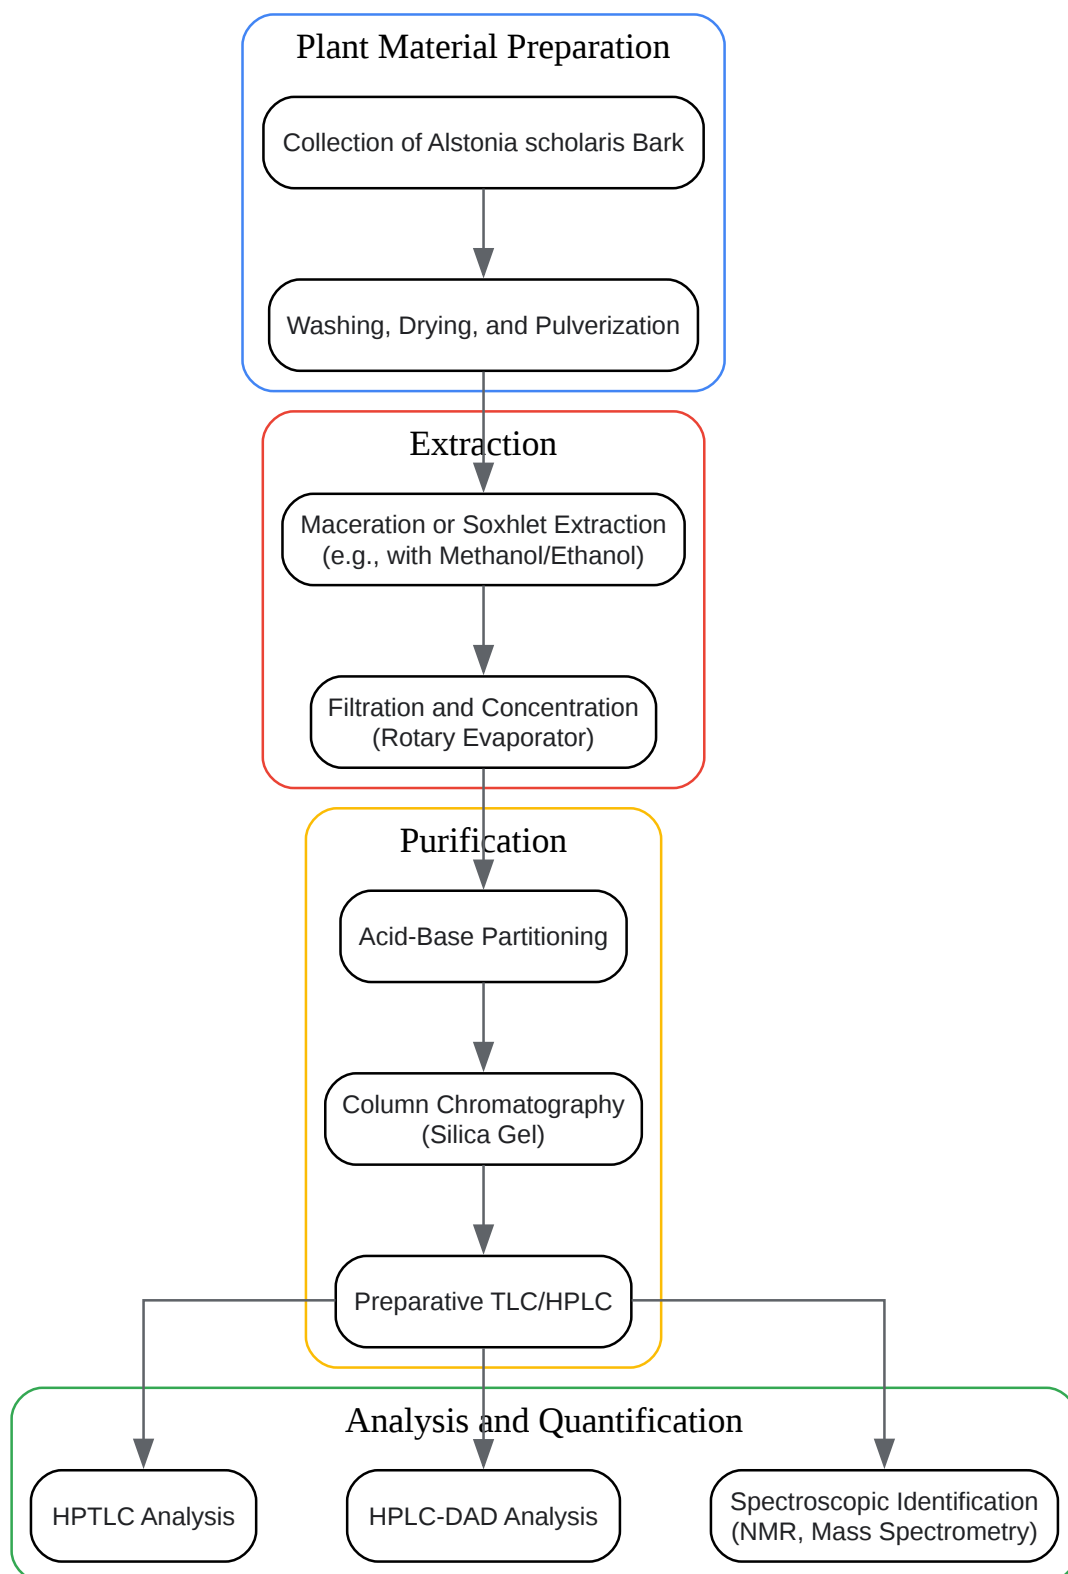 Plant Material Preparation
Collection of Alstonia scholaris Bark
Washing, Drying, and Pulverization
Extraction
Maceration or Soxhlet Extraction
(e.g., with Methanol/Ethanol)
Filtration and Concentration
(Rotary Evaporator)
Purification
Acid-Base Partitioning
Column Chromatography
(Silica Gel)
Preparative TLC/HPLC
Analysis and Quantification
HPTLC Analysis
HPLC-DAD Analysis
Spectroscopic Identification
(NMR, Mass Spectrometry)